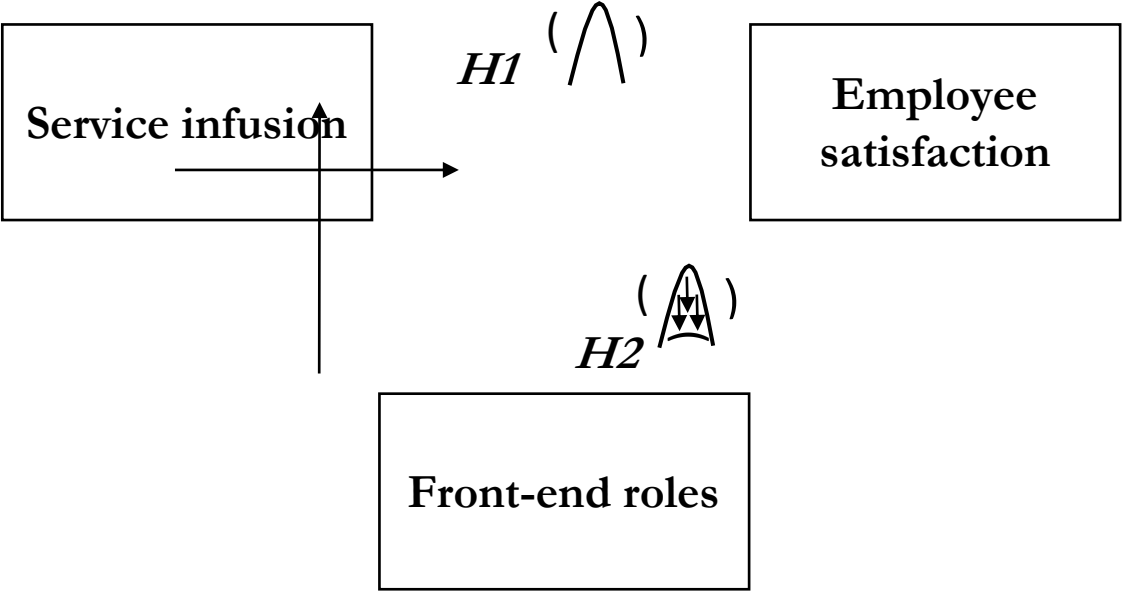 H1 ( )
Service infusion
Employee
satisfaction
( )
H2
Front-end roles